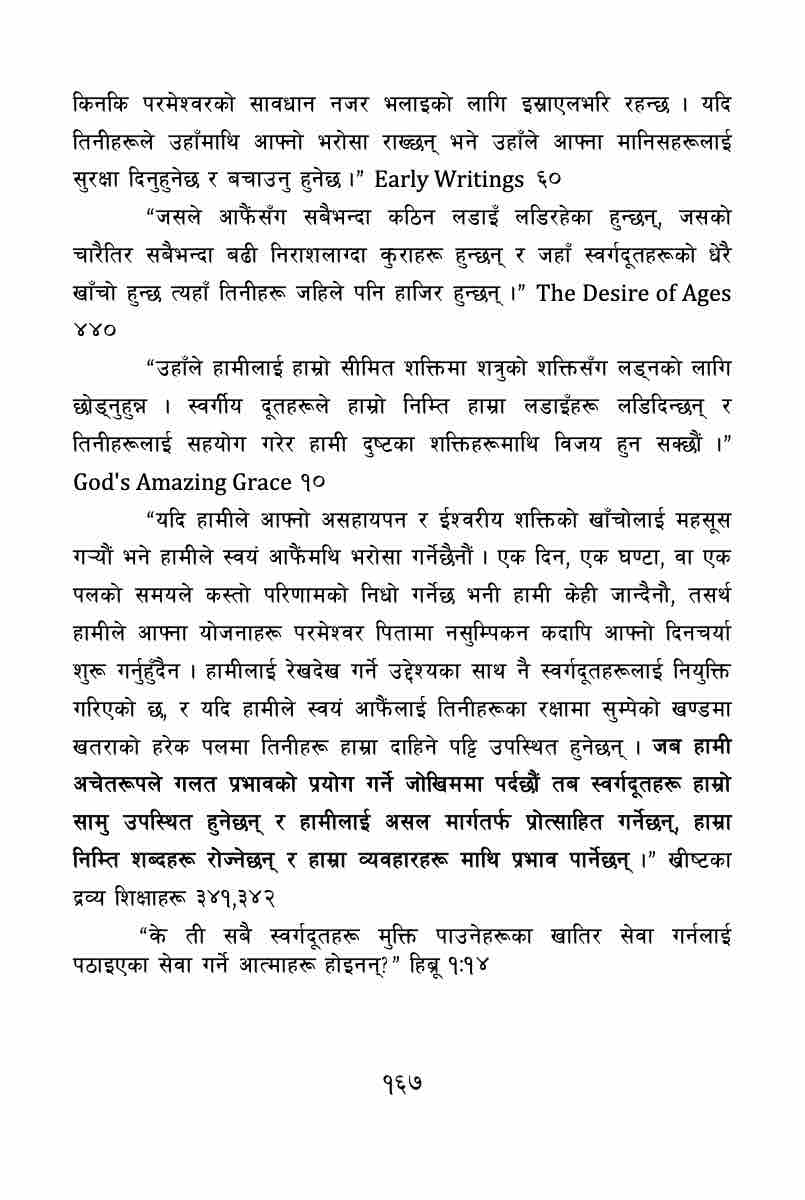 किनकि परमेश्वरको सावधान नजर भलाइको लागि इस्राएलभरि रहन्छ । यदि
तिनीहरूले उहाँमाथि आफ्नो भरोसा राख्छन् भने उहाँले आफ्ना मानिसहरूलाई
सुरक्षा दिनुहुनेछ र बचाउनु हुनेछ ।” Early Writings ६०
“जसले आफैंसँग सबैभन्दा कठिन लडाइँ लडिरहेका हुन्छन्, जसको
चारैतिर सबैभन्दा बढी निराशलाग्दा कुराहरू हुन्छन् र जहाँ स्वर्गदूतहरूको धेरै
खाँचो हुन्छ त्यहाँ तिनीहरू जहिले पनि हाजिर हुन्छन् ।” The Desire of Ages
४४०
“उहाँले हामीलाई हाम्रो सीमित शक्तिमा शत्रुको शक्तिसँग लड्नको लागि
छोड्नुहुन्न । स्वर्गीय दूतहरूले हाम्रो निम्ति हाम्रा लडाइँहरू लडिदिन्छन् र
तिनीहरूलाई सहयोग गरेर हामी दुष्टका शक्तिहरूमाथि विजय हुन सक्छौं ।”
God's Amazing Grace १०
“यदि हामीले आफ्नो असहायपन र ईश्वरीय शक्तिको खाँचोलाई महसूस
गऱ्यौं भने हामीले स्वयं आफैंमथि भरोसा गर्नेछैनौं । एक दिन, एक घण्टा, वा एक
पलको समयले कस्तो परिणामको निधो गर्नेछ भनी हामी केही जान्दैनौ, तसर्थ
हामीले आफ्ना योजनाहरू परमेश्वर पितामा नसुम्पिकन कदापि आफ्नो दिनचर्या
शुरू गर्नुहुँदैन । हामीलाई रेखदेख गर्ने उद्देश्यका साथ नै स्वर्गदूतहरूलाई नियुक्ति
गरिएको छ, र यदि हामीले स्वयं आफैंलाई तिनीहरूका रक्षामा सुम्पेको खण्डमा
खतराको हरेक पलमा तिनीहरू हाम्रा दाहिने पट्टि उपस्थित हुनेछन् । जब हामी
अचेतरूपले गलत प्रभावको प्रयोग गर्ने जोखिममा पर्दछौं तब स्वर्गदूतहरू हाम्रो
सामु उपस्थित हुनेछन् र हामीलाई असल मार्गतर्फ प्रोत्साहित गर्नेछन्, हाम्रा
निम्ति शब्दहरू रोज्नेछन् र हाम्रा व्यवहारहरू माथि प्रभाव पार्नेछन् ।” ख्रीष्टका
द्रव्य शिक्षाहरू ३४१,३४२
“के ती सबै स्वर्गदूतहरू मुक्ति पाउनेहरूका खातिर सेवा गर्नलाई
पठाइएका सेवा गर्ने आत्माहरू होइनन्?” हिब्रू १:१४
१६७